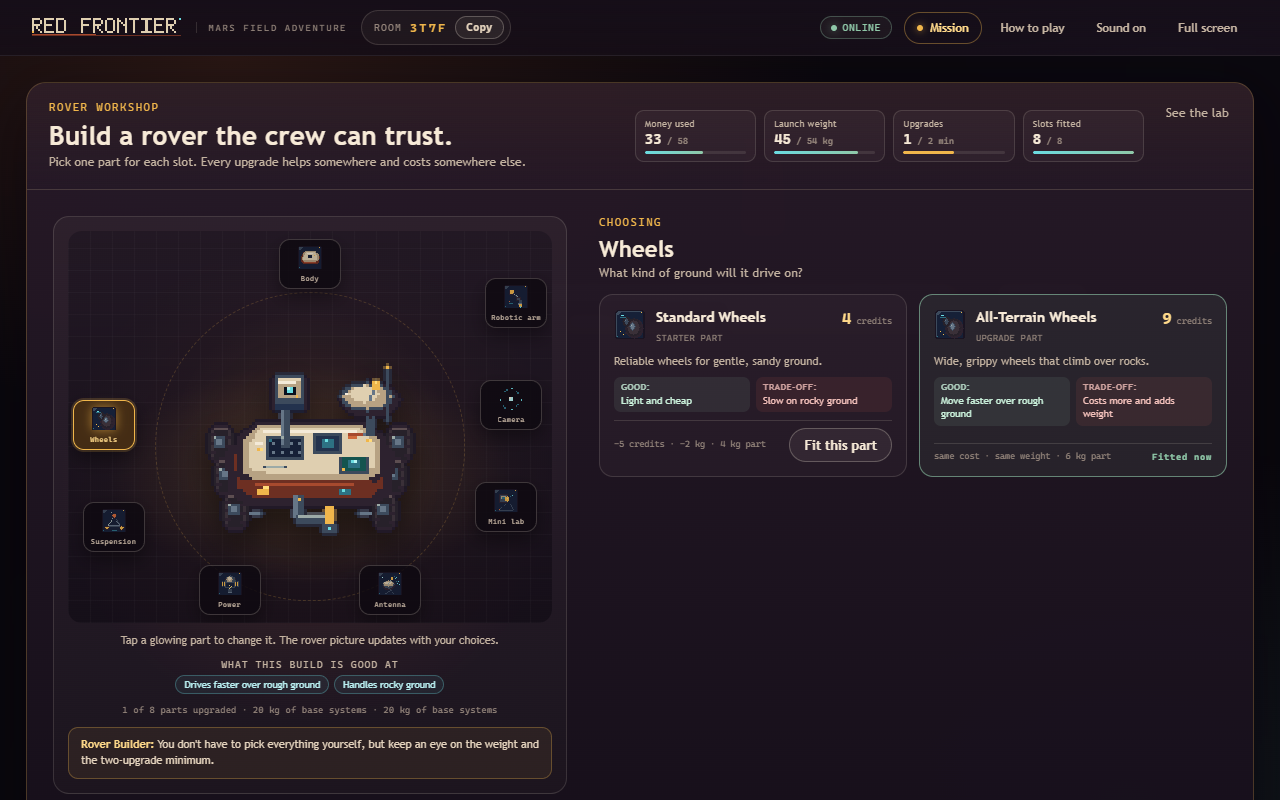 RED FRONTIER
MARS FIELD ADVENTURE
ROOM 3T7F Copy
ONLINE
Mission
How to play
Sound on
Full screen
ROVER WORKSHOP
Build a rover the crew can trust.
Pick one part for each slot. Every upgrade helps somewhere and costs somewhere else.
Money used
33 / 58
Launch weight
45 / 54 kg
Upgrades
1 / 2 min
Slots fitted
8 / 8
See the lab
Body
Robotic arm
Camera
Wheels
Mini lab
Suspension
Power
Antenna
Tap a glowing part to change it. The rover picture updates with your choices.
WHAT THIS BUILD IS GOOD AT
Drives faster over rough ground
Handles rocky ground
1 of 8 parts upgraded · 20 kg of base systems · 20 kg of base systems
Rover Builder: You don't have to pick everything yourself, but keep an eye on the weight and
the two-upgrade minimum.
CHOOSING
Wheels
What kind of ground will it drive on?
Standard Wheels
4 credits
STARTER PART
Reliable wheels for gentle, sandy ground.
GOOD:
Light and cheap
TRADE-OFF:
Slow on rocky ground
−5 credits · −2 kg · 4 kg part
Fit this part
All-Terrain Wheels
9 credits
UPGRADE PART
Wide, grippy wheels that climb over rocks.
GOOD:
Move faster over rough
ground
TRADE-OFF:
Costs more and adds
weight
same cost · same weight · 6 kg part
Fitted now